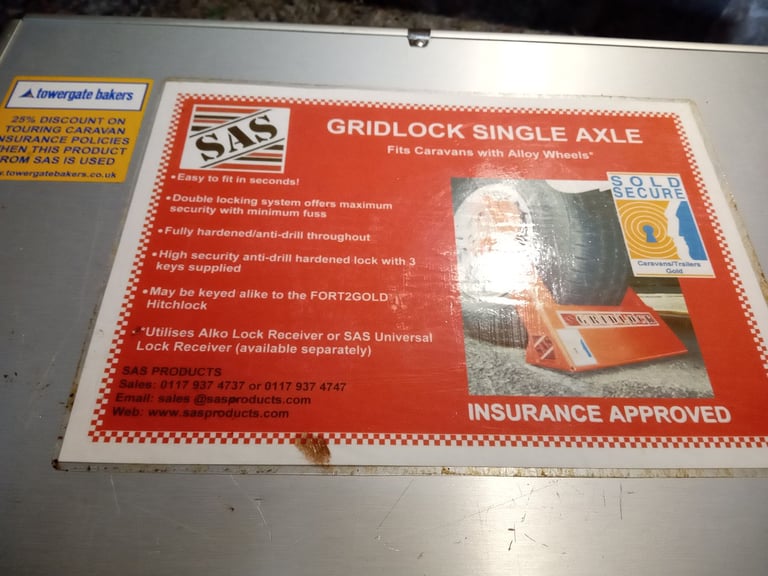 towergate bakers
25% DISCOUNT ON
TOURING CARAVAN
NSURANCE POLICIES
HEN THIS PRODUCT
ROM SAS IS USED
.towergatebakers.co.uk
SAS
GRIDLOCK SINGLE AXLE
Fits Caravans with Alloy Wheels*
•Easy to fit in seconds!
•Double locking system offers maximum
security with minimum fuss
•Fully hardened/anti-drill throughout
•High security anti-drill hardened lock with 3
keys supplied
•May be keyed alike to the FORT2GOLD
Hitchlock
•*Utilises Alko Lock Receiver or SAS Universal
Lock Receiver (available separately)
SAS PRODUCTS
Sales: 0117 937 4737 or 0117 937 4747
Email: sales @sasproducts.com
Web: www.sasproducts.com
SOLD
SECURE
Caravans/Trailers
Gold
INSURANCE APPROVED